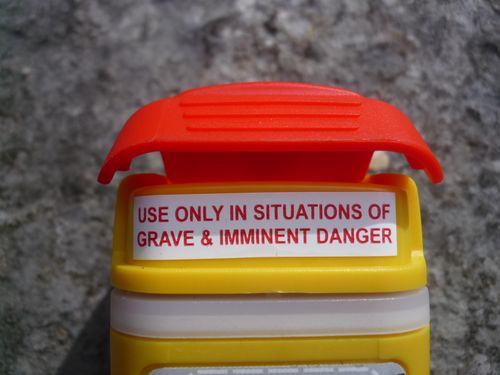 USE ONLY IN SITUATIONS OF
GRAVE & IMMINENT DANGER